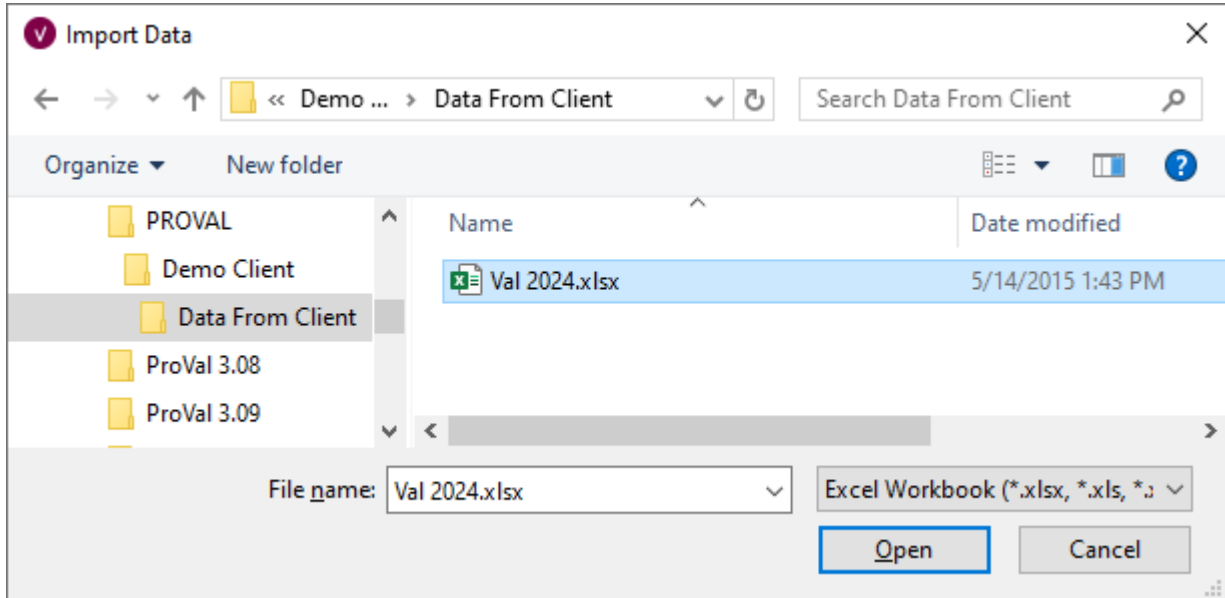 V Import Data
« Demo ... › Data From Client
Search Data From Client
Organize
New folder
?
PROVAL
Demo Client
Data From Client
ProVal 3.08
ProVal 3.09
Name
Date modified
Val 2024.xlsx
5/14/2015 1:43 PM
File name:
Val 2024.xlsx
Excel Workbook (*.xlsx, *.xls, *.
Open
Cancel